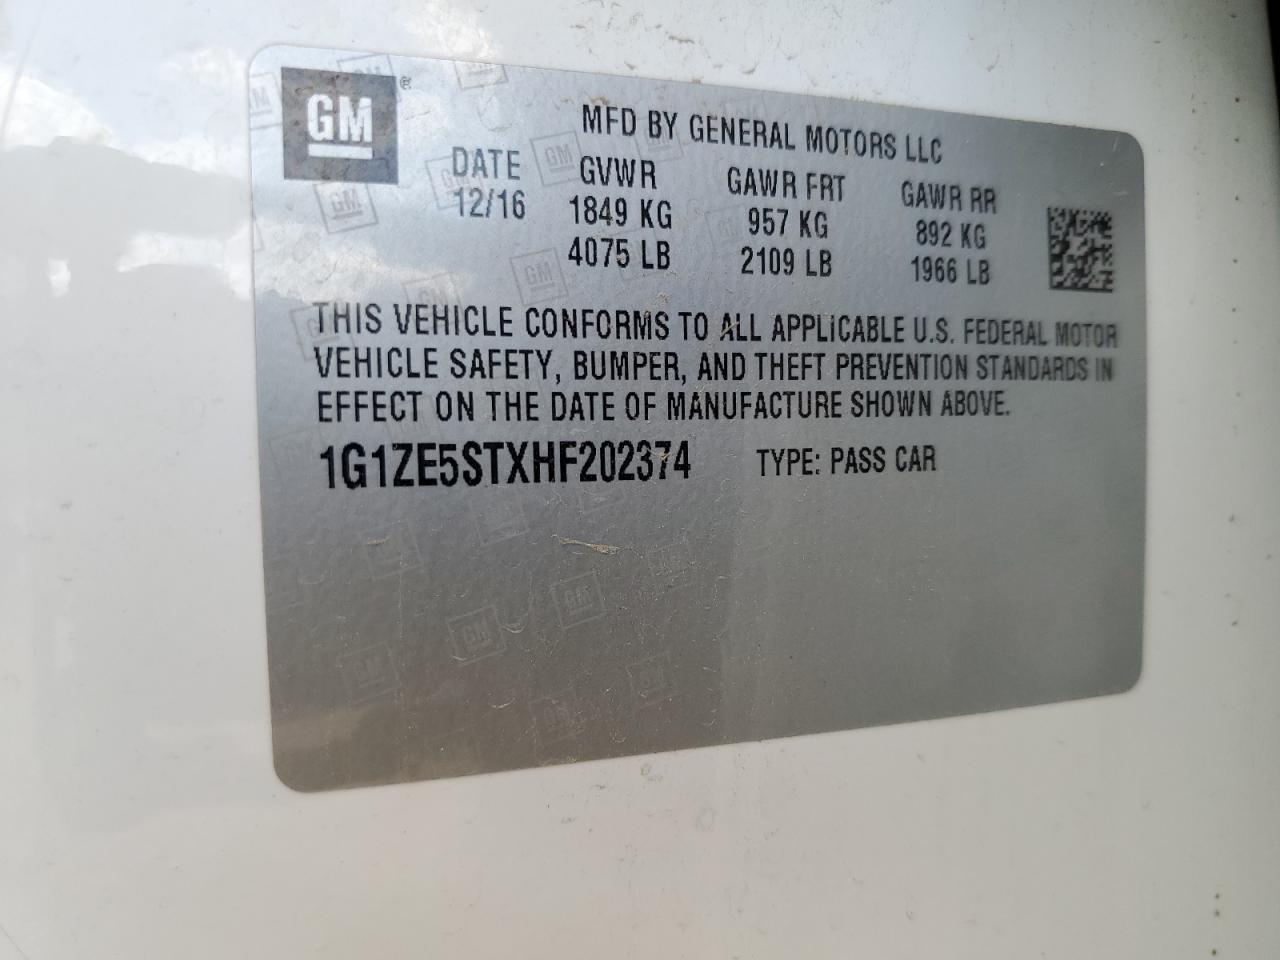 GM®
MFD BY GENERAL MOTORS LLC
DATE GVWR GAWR FRT GAWR RR
12/16 1849 KG 957 KG 892 KG
4075 LB 2109 LB 1966 LB
THIS VEHICLE CONFORMS TO ALL APPLICABLE U.S. FEDERAL MOTOR
VEHICLE SAFETY, BUMPER, AND THEFT PREVENTION STANDARDS IN
EFFECT ON THE DATE OF MANUFACTURE SHOWN ABOVE.
1G1ZE5STXHF202374 TYPE: PASS CAR